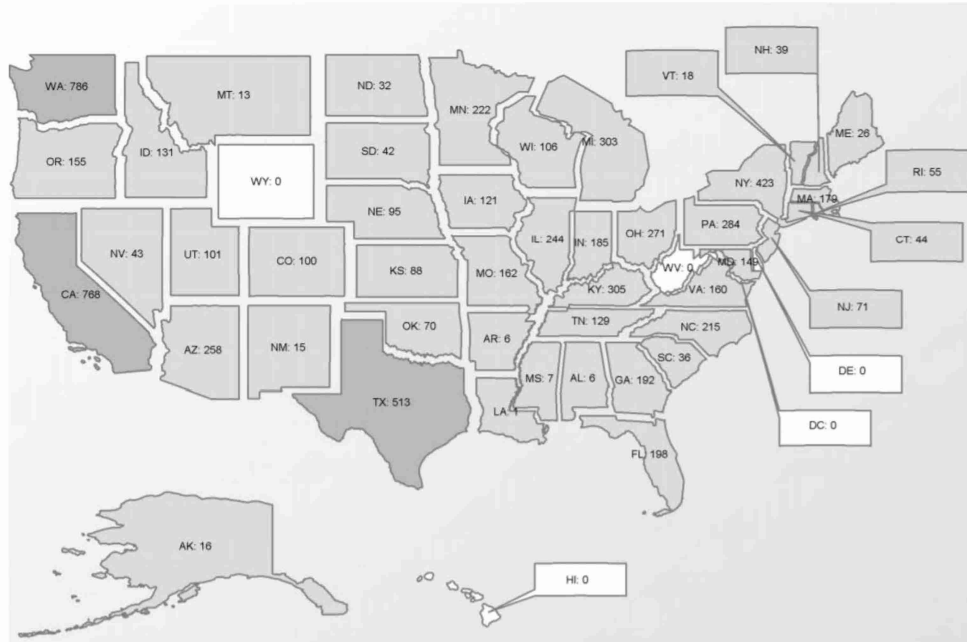 NH: 39
VT: 18
WA: 786
MT: 13
ND: 32
MN: 222
ME: 26
OR: 155
ID: 131
SD: 42
WI: 106
MI: 303
RI: 55
WY: 0
NY: 423
MA: 179
NE: 95
IA: 121
PA: 284
CT: 44
NV: 43
UT: 101
CO: 100
IL: 244
IN: 185
OH: 271
WV: 0
MD: 149
KS: 88
MO: 162
KY: 305
VA: 160
CA: 768
NJ: 71
OK: 70
TN: 129
NC: 215
AZ: 258
NM: 15
AR: 6
SC: 36
DE: 0
MS: 7
AL: 6
GA: 192
TX: 513
LA: 1
DC: 0
FL: 198
AK: 16
HI: 0